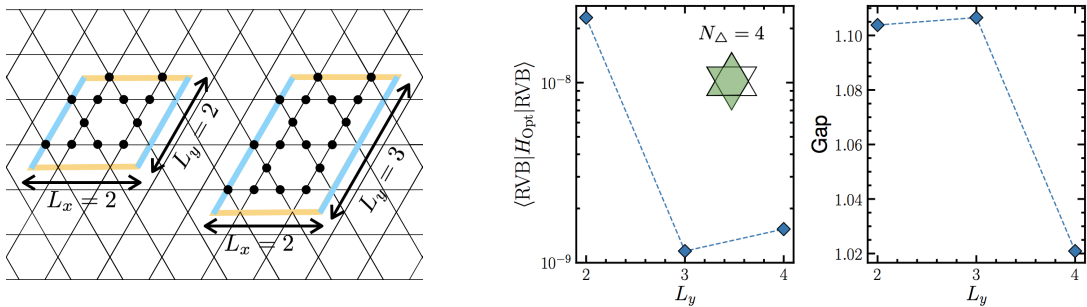 L_x = 2
L_y = 2
L_x = 2
L_y = 3
⟨RVB|H_Opt|RVB⟩
10^-8
10^-9
N_△ = 4
2 3 4
L_y
Gap
1.10
1.08
1.06
1.04
1.02
2 3 4
L_y